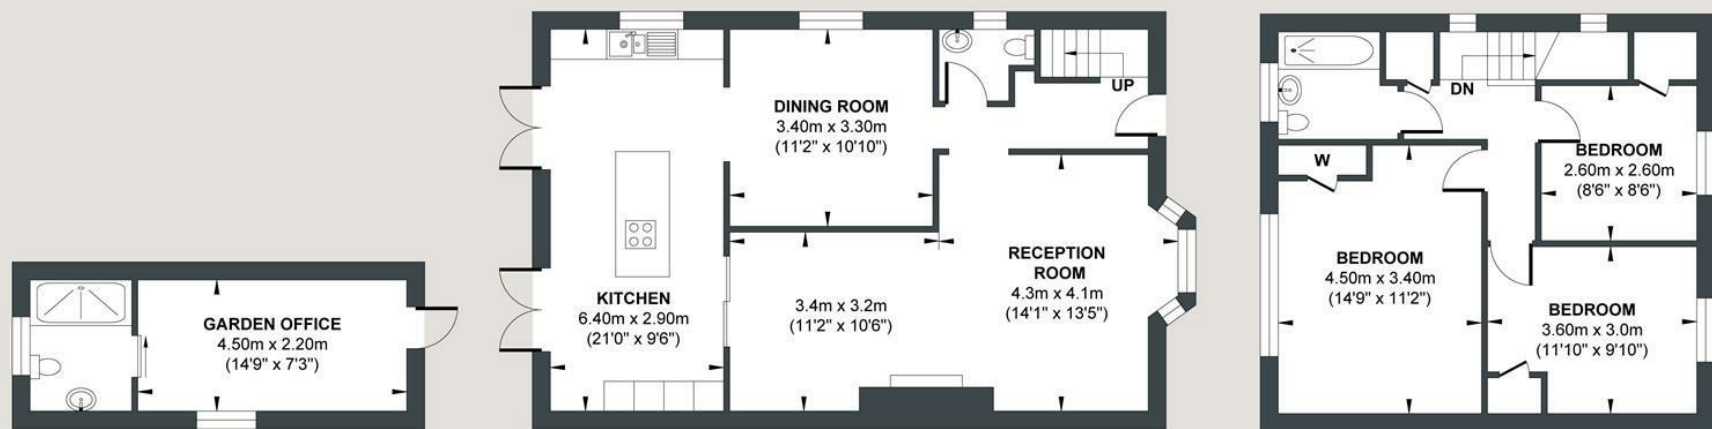 GARDEN OFFICE
4.50m x 2.20m
(14'9" x 7'3")
KITCHEN
6.40m x 2.90m
(21'0" x 9'6")
DINING ROOM
3.40m x 3.30m
(11'2" x 10'10")
UP
3.4m x 3.2m
(11'2" x 10'6")
RECEPTION
ROOM
4.3m x 4.1m
(14'1" x 13'5")
DN
W
BEDROOM
2.60m x 2.60m
(8'6" x 8'6")
BEDROOM
4.50m x 3.40m
(14'9" x 11'2")
BEDROOM
3.60m x 3.0m
(11'10" x 9'10")